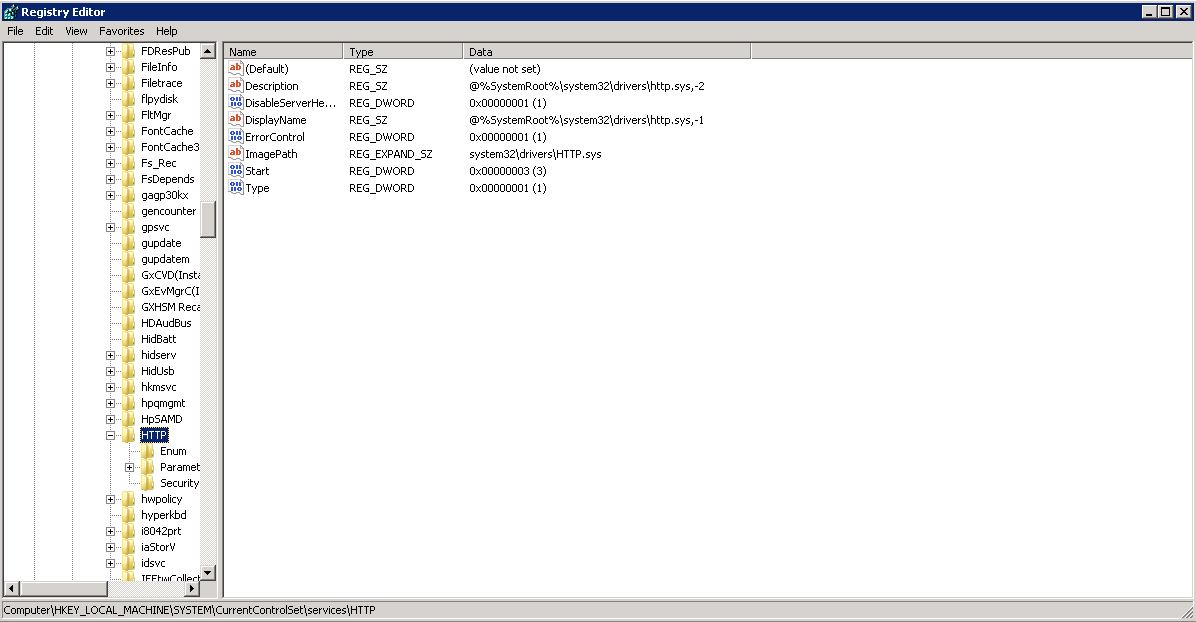 Registry Editor
File Edit View Favorites Help
FDResPub
FileInfo
Filetrace
flpydisk
FltMgr
FontCache
FontCache3
Fs_Rec
FsDepends
gagp30kx
gencounter
gpsvc
gupdate
gupdatem
GxCVD(Insta
GxEvMgrC(I
GXHSM Reca
HDAudBus
HidBatt
hidserv
HidUsb
hkmsvc
hpqmgmt
HpSAMD
HTTP
Enum
Paramet
Security
hwpolicy
hyperkbd
i8042prt
iaStorV
idsvc
IEEtwCollect
Name Type Data
(Default) REG_SZ (value not set)
Description REG_SZ @%SystemRoot%\system32\drivers\http.sys,-2
DisableServerHe... REG_DWORD 0x00000001 (1)
DisplayName REG_SZ @%SystemRoot%\system32\drivers\http.sys,-1
ErrorControl REG_DWORD 0x00000001 (1)
ImagePath REG_EXPAND_SZ system32\drivers\HTTP.sys
Start REG_DWORD 0x00000003 (3)
Type REG_DWORD 0x00000001 (1)
Computer\HKEY_LOCAL_MACHINE\SYSTEM\CurrentControlSet\services\HTTP